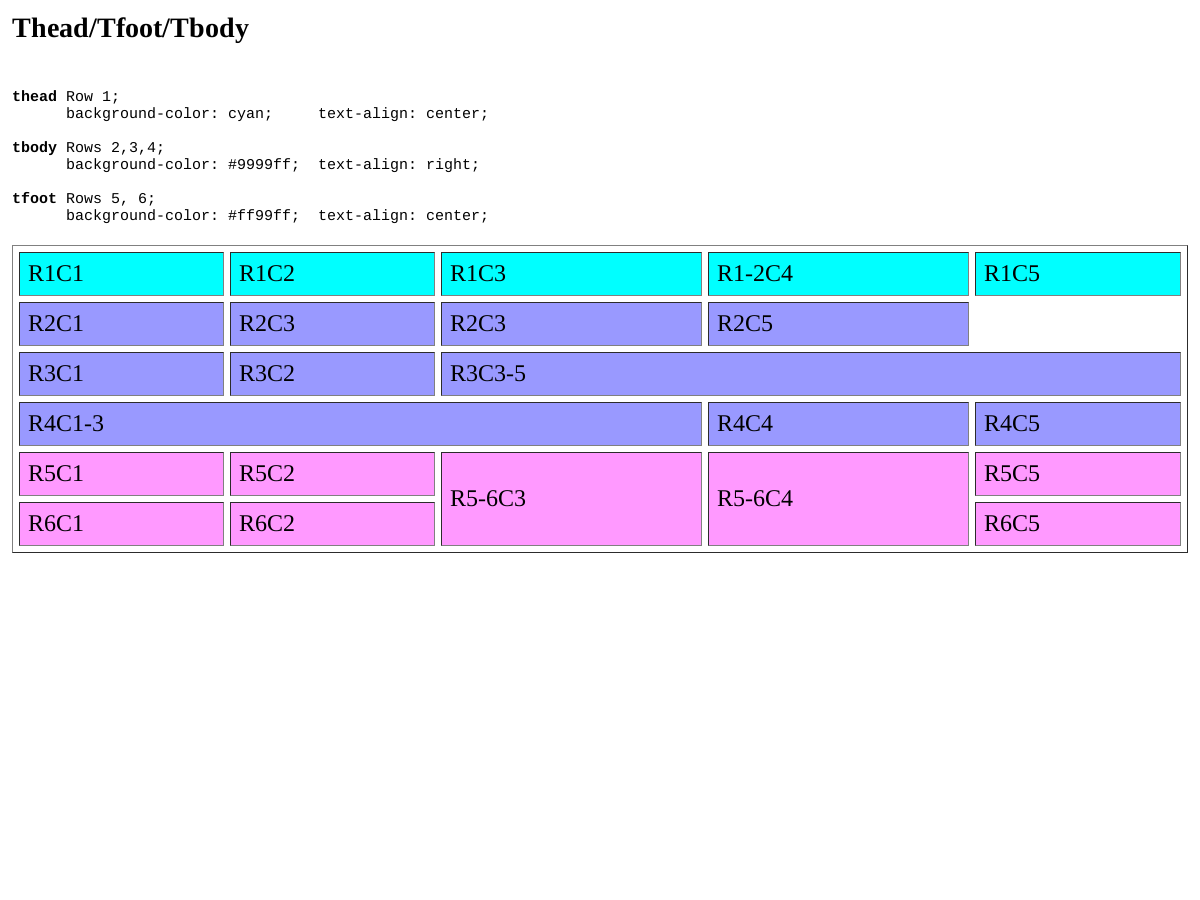 Thead/Tfoot/Tbody
thead Row 1;
background-color: cyan;     text-align: center;
tbody Rows 2,3,4;
background-color: #9999ff;  text-align: right;
tfoot Rows 5, 6;
background-color: #ff99ff;  text-align: center;
R1C1 R1C2 R1C3 R1-2C4 R1C5
R2C1 R2C3 R2C3 R2C5
R3C1 R3C2 R3C3-5
R4C1-3 R4C4 R4C5
R5C1 R5C2 R5-6C3 R5-6C4 R5C5
R6C1 R6C2 R6C5